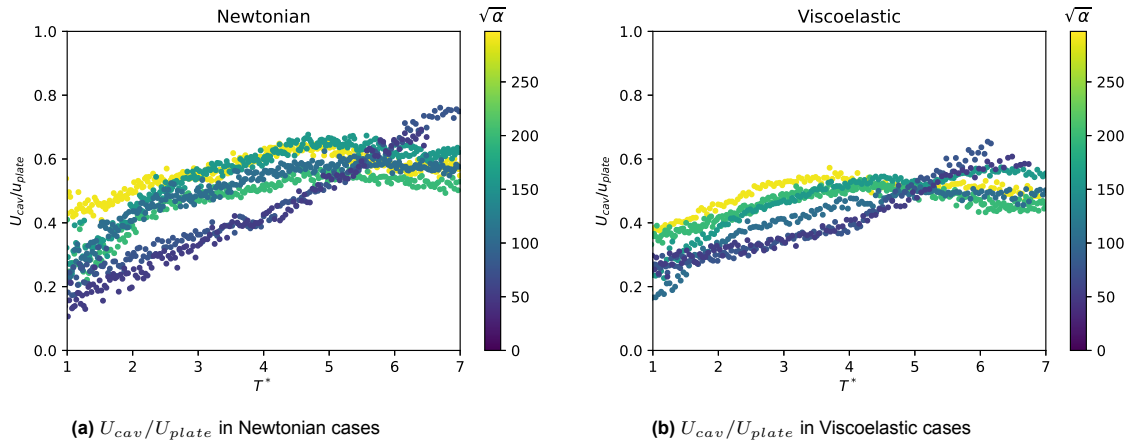 Newtonian
√α
1.0
0.8
0.6
0.4
0.2
0.0
U_cav/u_plate
1 2 3 4 5 6 7
T*
250
200
150
100
50
0
(a) U_cav/U_plate in Newtonian cases
Viscoelastic
√α
1.0
0.8
0.6
0.4
0.2
0.0
U_cav/u_plate
1 2 3 4 5 6 7
T*
250
200
150
100
50
0
(b) U_cav/U_plate in Viscoelastic cases